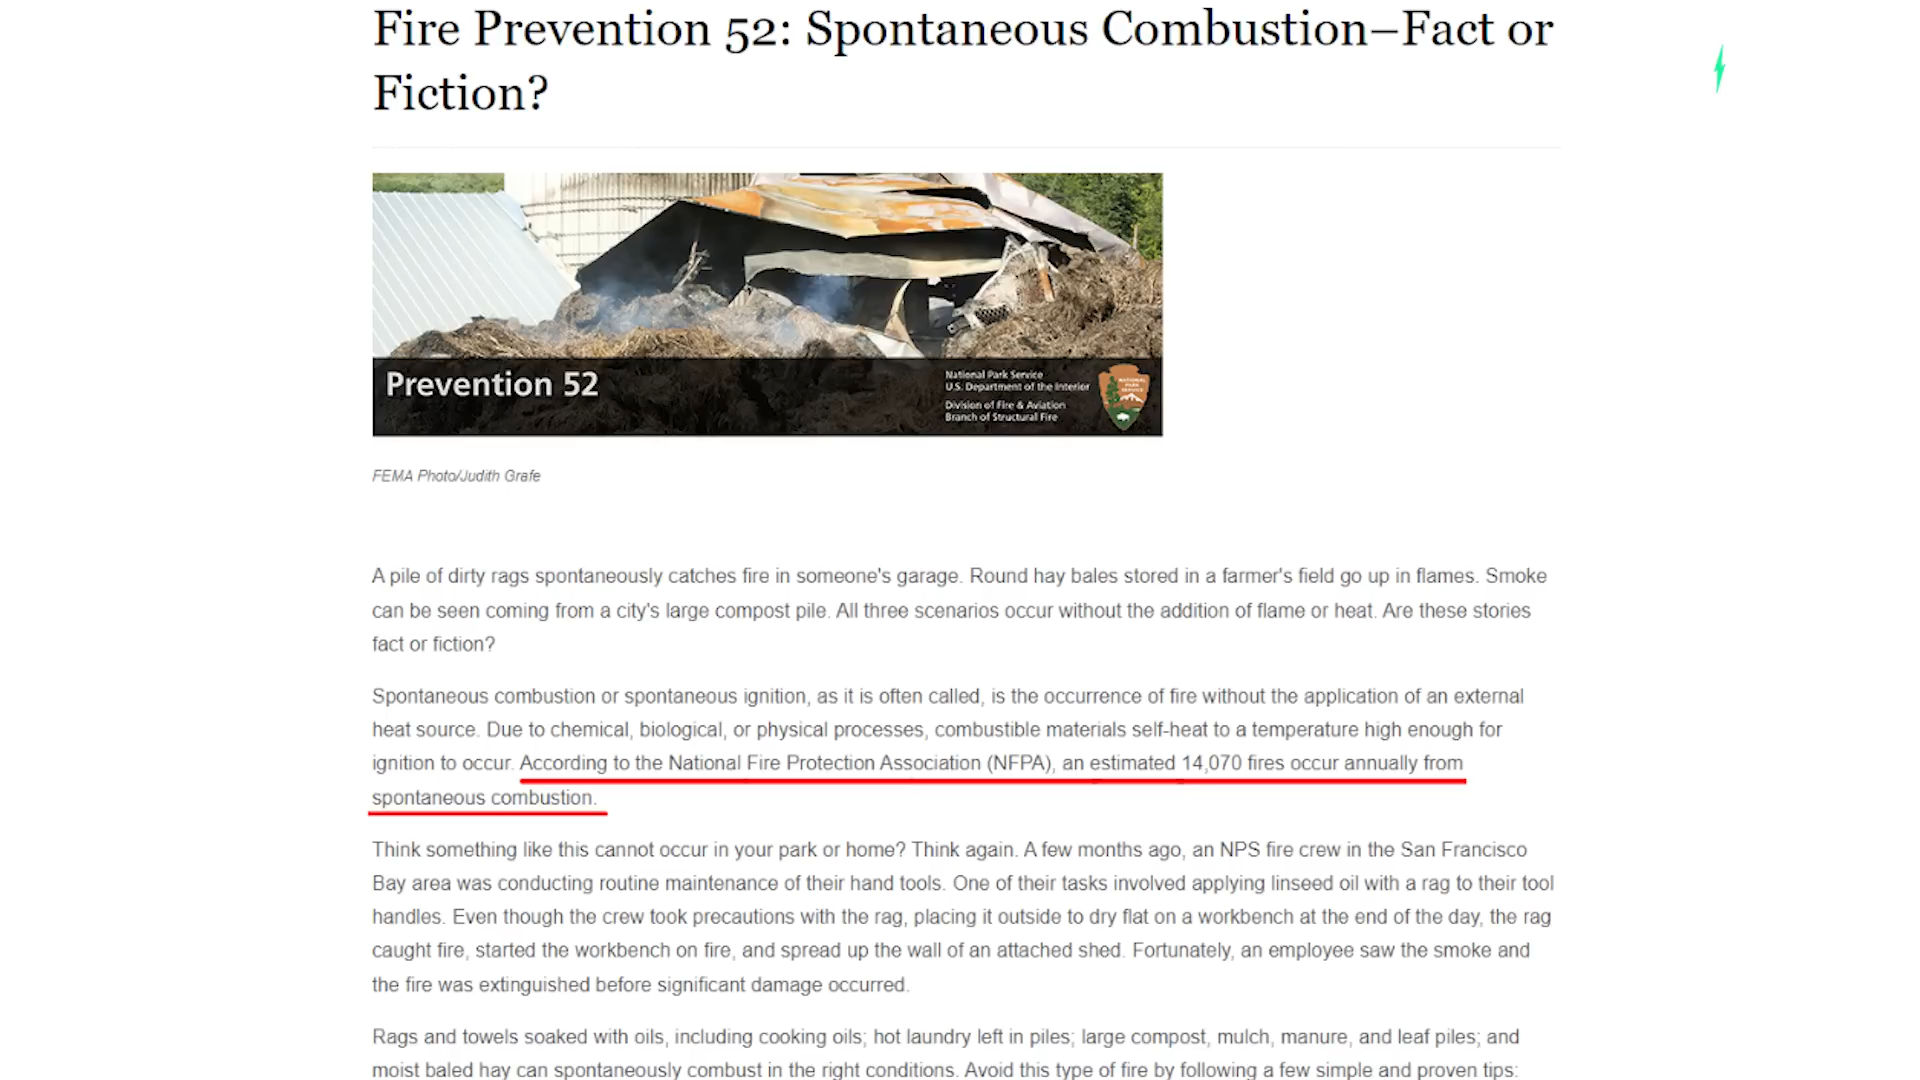 Fire Prevention 52: Spontaneous Combustion–Fact or
Fiction?
Prevention 52
National Park Service
U.S. Department of the Interior
Division of Fire & Aviation
Branch of Structural Fire
NATIONAL
PARK
SERVICE
FEMA Photo/Judith Grafe
A pile of dirty rags spontaneously catches fire in someone's garage. Round hay bales stored in a farmer's field go up in flames. Smoke
can be seen coming from a city's large compost pile. All three scenarios occur without the addition of flame or heat. Are these stories
fact or fiction?
Spontaneous combustion or spontaneous ignition, as it is often called, is the occurrence of fire without the application of an external
heat source. Due to chemical, biological, or physical processes, combustible materials self-heat to a temperature high enough for
ignition to occur. According to the National Fire Protection Association (NFPA), an estimated 14,070 fires occur annually from
spontaneous combustion.
Think something like this cannot occur in your park or home? Think again. A few months ago, an NPS fire crew in the San Francisco
Bay area was conducting routine maintenance of their hand tools. One of their tasks involved applying linseed oil with a rag to their tool
handles. Even though the crew took precautions with the rag, placing it outside to dry flat on a workbench at the end of the day, the rag
caught fire, started the workbench on fire, and spread up the wall of an attached shed. Fortunately, an employee saw the smoke and
the fire was extinguished before significant damage occurred.
Rags and towels soaked with oils, including cooking oils; hot laundry left in piles; large compost, mulch, manure, and leaf piles; and
moist baled hay can spontaneously combust in the right conditions. Avoid this type of fire by following a few simple and proven tips: